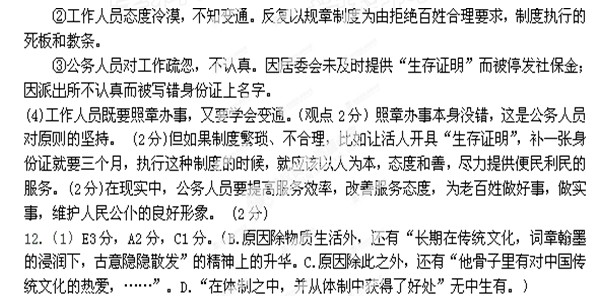 ②工作人员态度冷漠，不知变通。反复以规章制度为由拒绝百姓合理要求，制度执行的
死板和教条。
③公务人员对工作疏忽，不认真。因居委会未及时提供“生存证明”而被停发社保金；
因派出所不认真而被写错身份证上名字。
(4)工作人员既要照章办事，又要学会变通。(观点2分) 照章办事本身没错，这是公务人员
对原则的坚持。 (2分)但如果制度繁琐、不合理，比如让活人开具“生存证明”，补一张身
份证就要三个月，执行这种制度的时候，就应该以人为本，态度和善，尽力提供便民利民的
服务。(2分)在现实中，公务人员要提高服务效率，改善服务态度，为老百姓做好事，做实
事，维护人民公仆的良好形象。 (2分)
12.（1）E3分，A2分，C1分。（B.原因除物质生活外，还有“长期在传统文化，词章翰墨
的浸润下，古意隐隐散发”的精神上的升华。C.原因除此之外，还有“他骨子里有对中国传
统文化的热爱，……”。D.“在体制之中，并从体制中获得了好处”无中生有。）